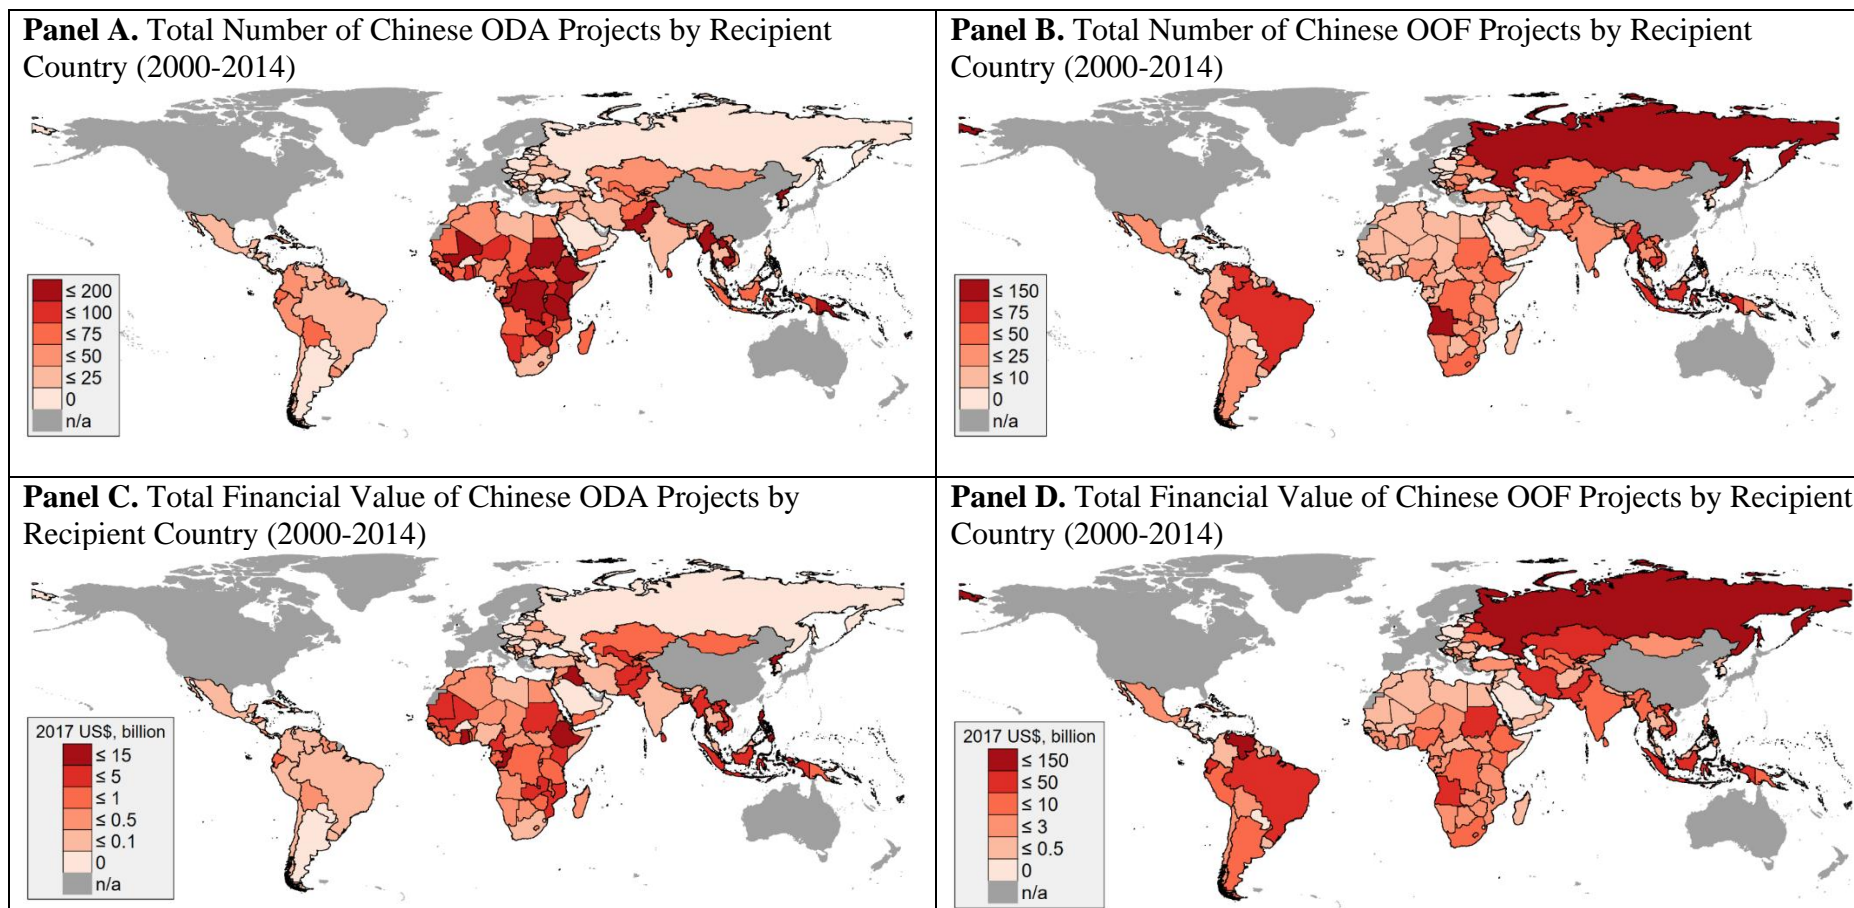 Panel A. Total Number of Chinese ODA Projects by Recipient
Country (2000-2014)
≤ 200
≤ 100
≤ 75
≤ 50
≤ 25
0
n/a
Panel B. Total Number of Chinese OOF Projects by Recipient
Country (2000-2014)
≤ 150
≤ 75
≤ 50
≤ 25
≤ 10
0
n/a
Panel C. Total Financial Value of Chinese ODA Projects by
Recipient Country (2000-2014)
2017 US$, billion
≤ 15
≤ 5
≤ 1
≤ 0.5
≤ 0.1
0
n/a
Panel D. Total Financial Value of Chinese OOF Projects by Recipient
Country (2000-2014)
2017 US$, billion
≤ 150
≤ 50
≤ 10
≤ 3
≤ 0.5
0
n/a